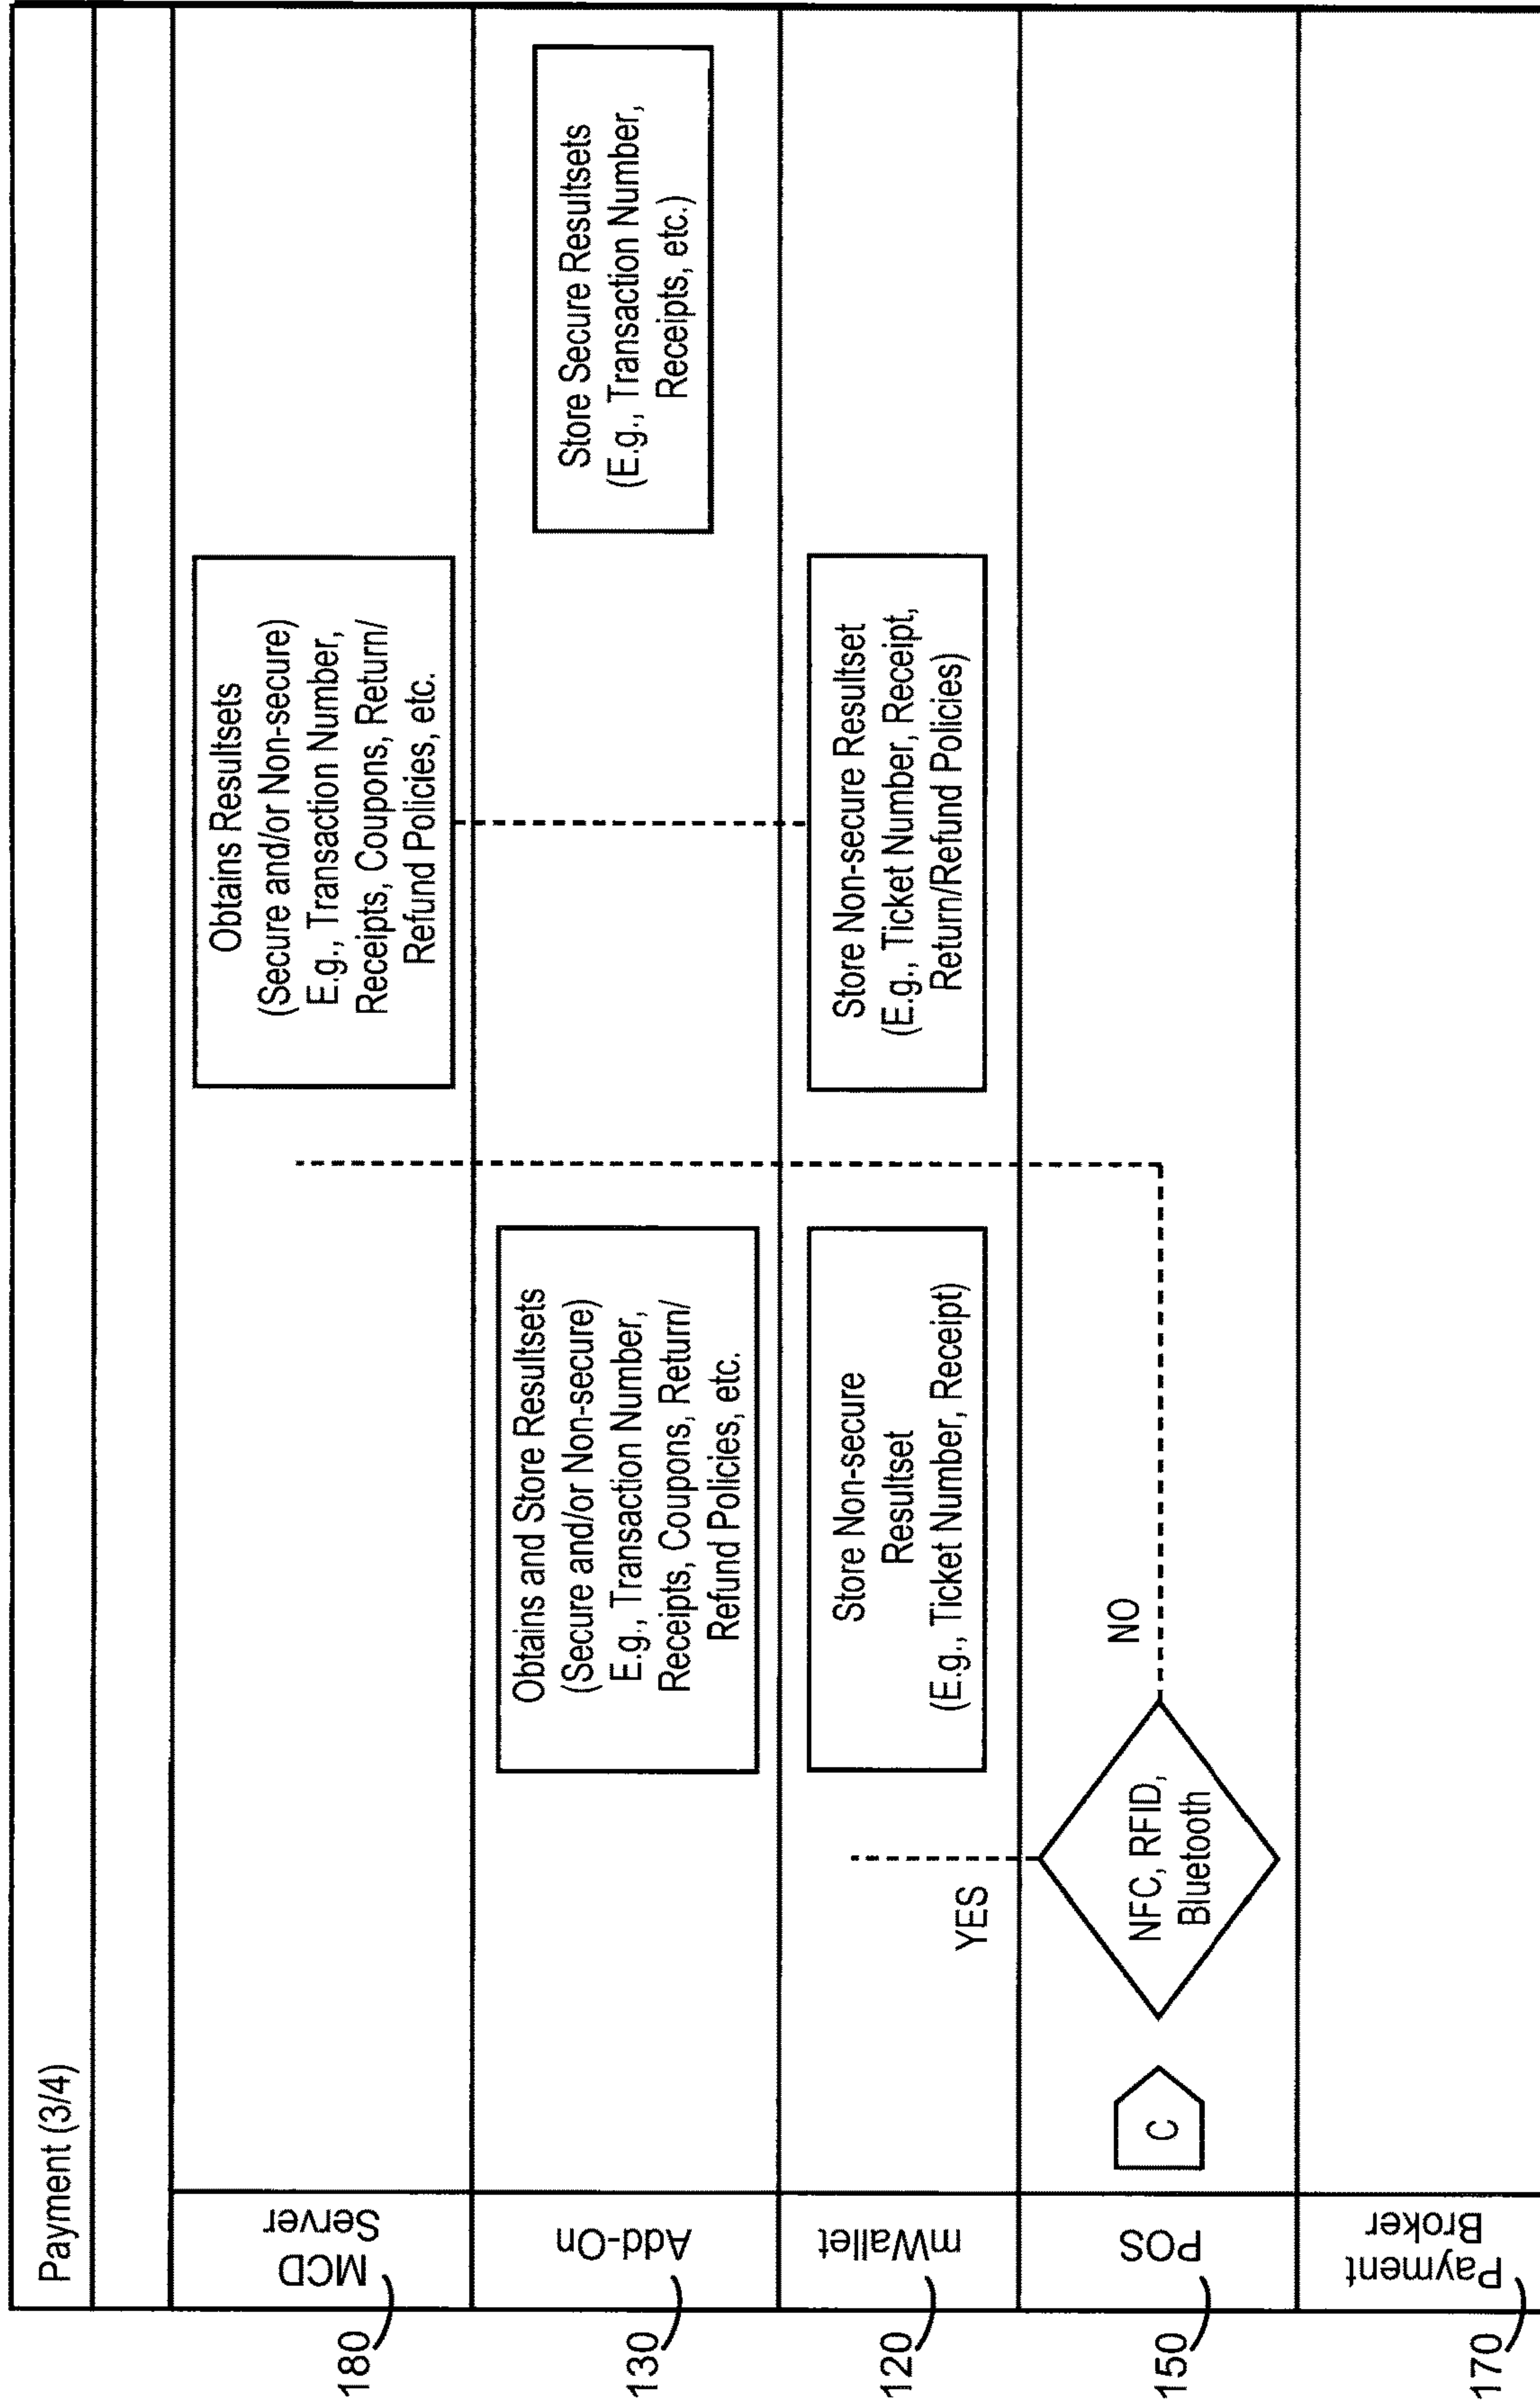 Payment (3/4)
180
MCD
Server
Obtains Resultsets
(Secure and/or Non-secure)
E.g., Transaction Number,
Receipts, Coupons, Return/
Refund Policies, etc.
130
Add-On
Obtains and Store Resultsets
(Secure and/or Non-secure)
E.g., Transaction Number,
Receipts, Coupons, Return/
Refund Policies, etc.
Store Secure Resultsets
(E.g., Transaction Number,
Receipts, etc.)
120
mWallet
YES
Store Non-secure
Resultset
(E.g., Ticket Number, Receipt)
Store Non-secure Resultset
(E.g., Ticket Number, Receipt,
Return/Refund Policies)
150
POS
C
NFC, RFID,
Bluetooth
NO
170
Payment
Broker